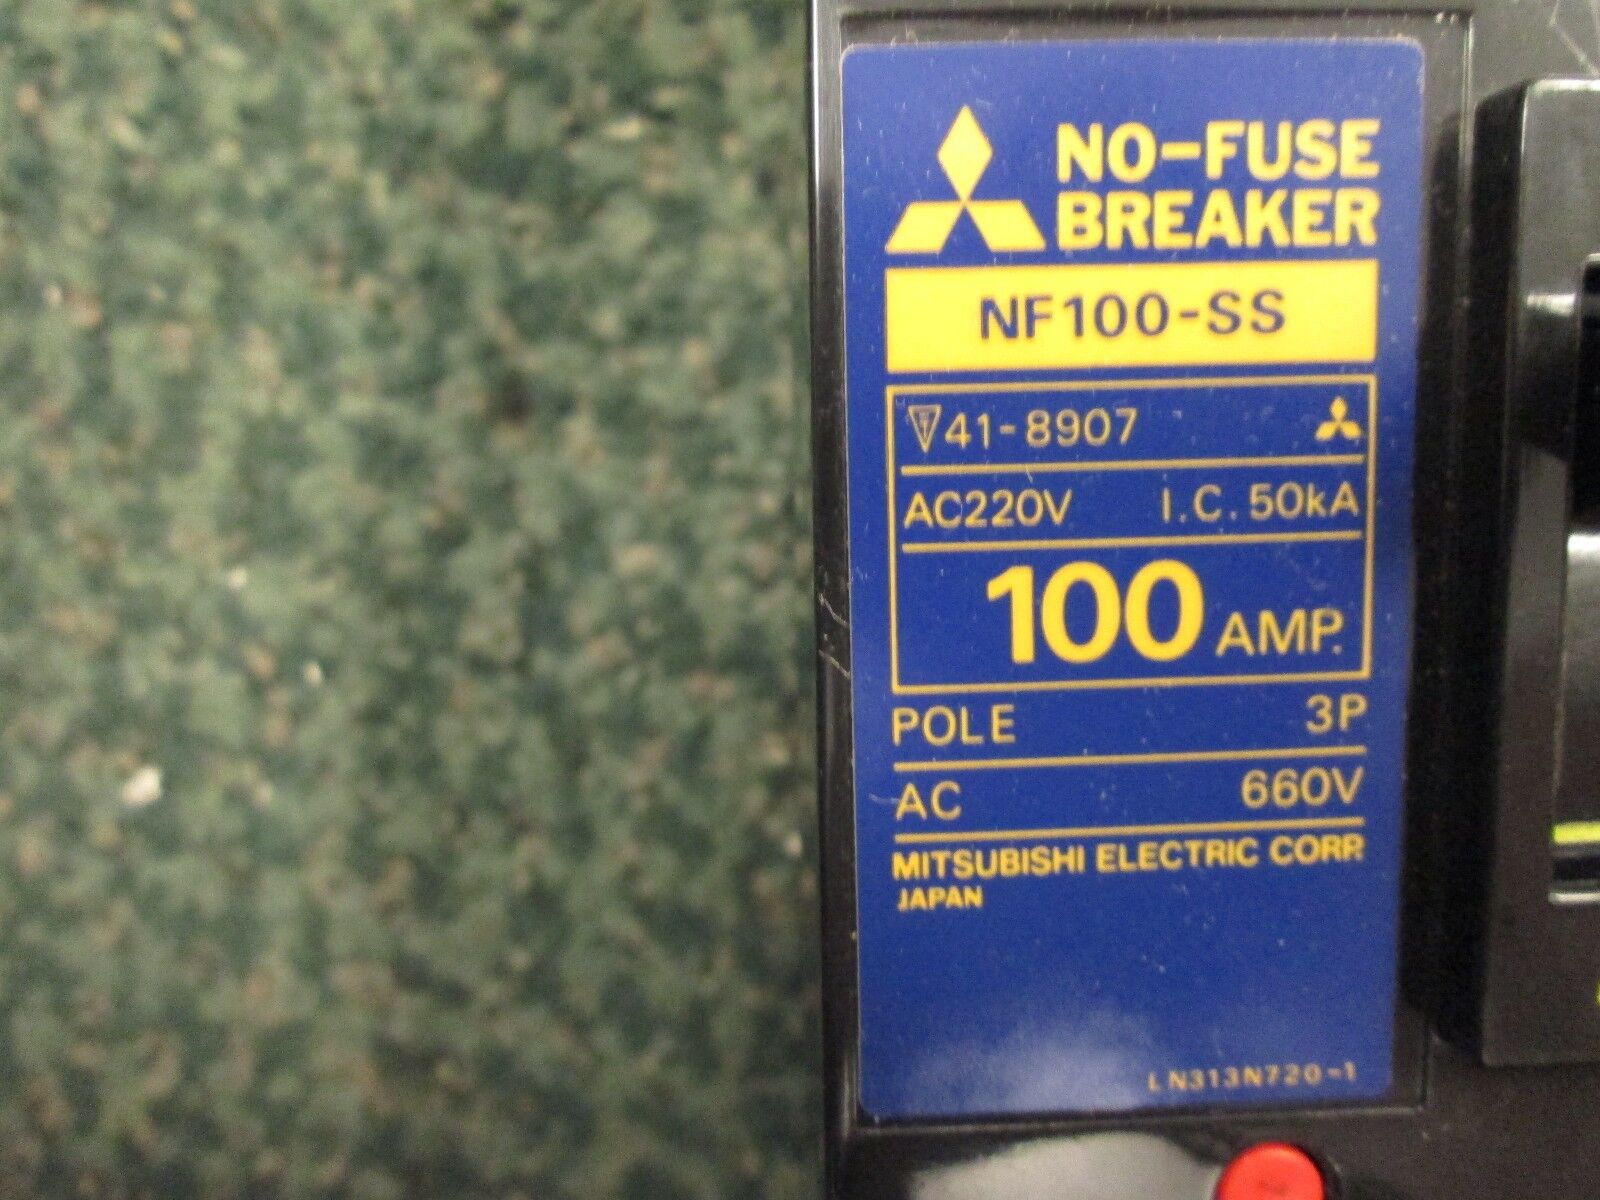 NO-FUSE
BREAKER
NF100-SS
41-8907
AC220V I.C. 50kA
100 AMP.
POLE 3P
AC 660V
MITSUBISHI ELECTRIC CORP.
JAPAN
LN313N720-1